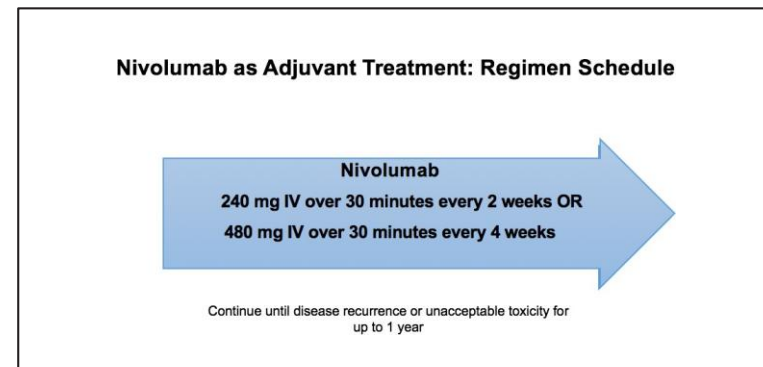 Nivolumab as Adjuvant Treatment: Regimen Schedule
Nivolumab
240 mg IV over 30 minutes every 2 weeks OR
480 mg IV over 30 minutes every 4 weeks
Continue until disease recurrence or unacceptable toxicity for
up to 1 year